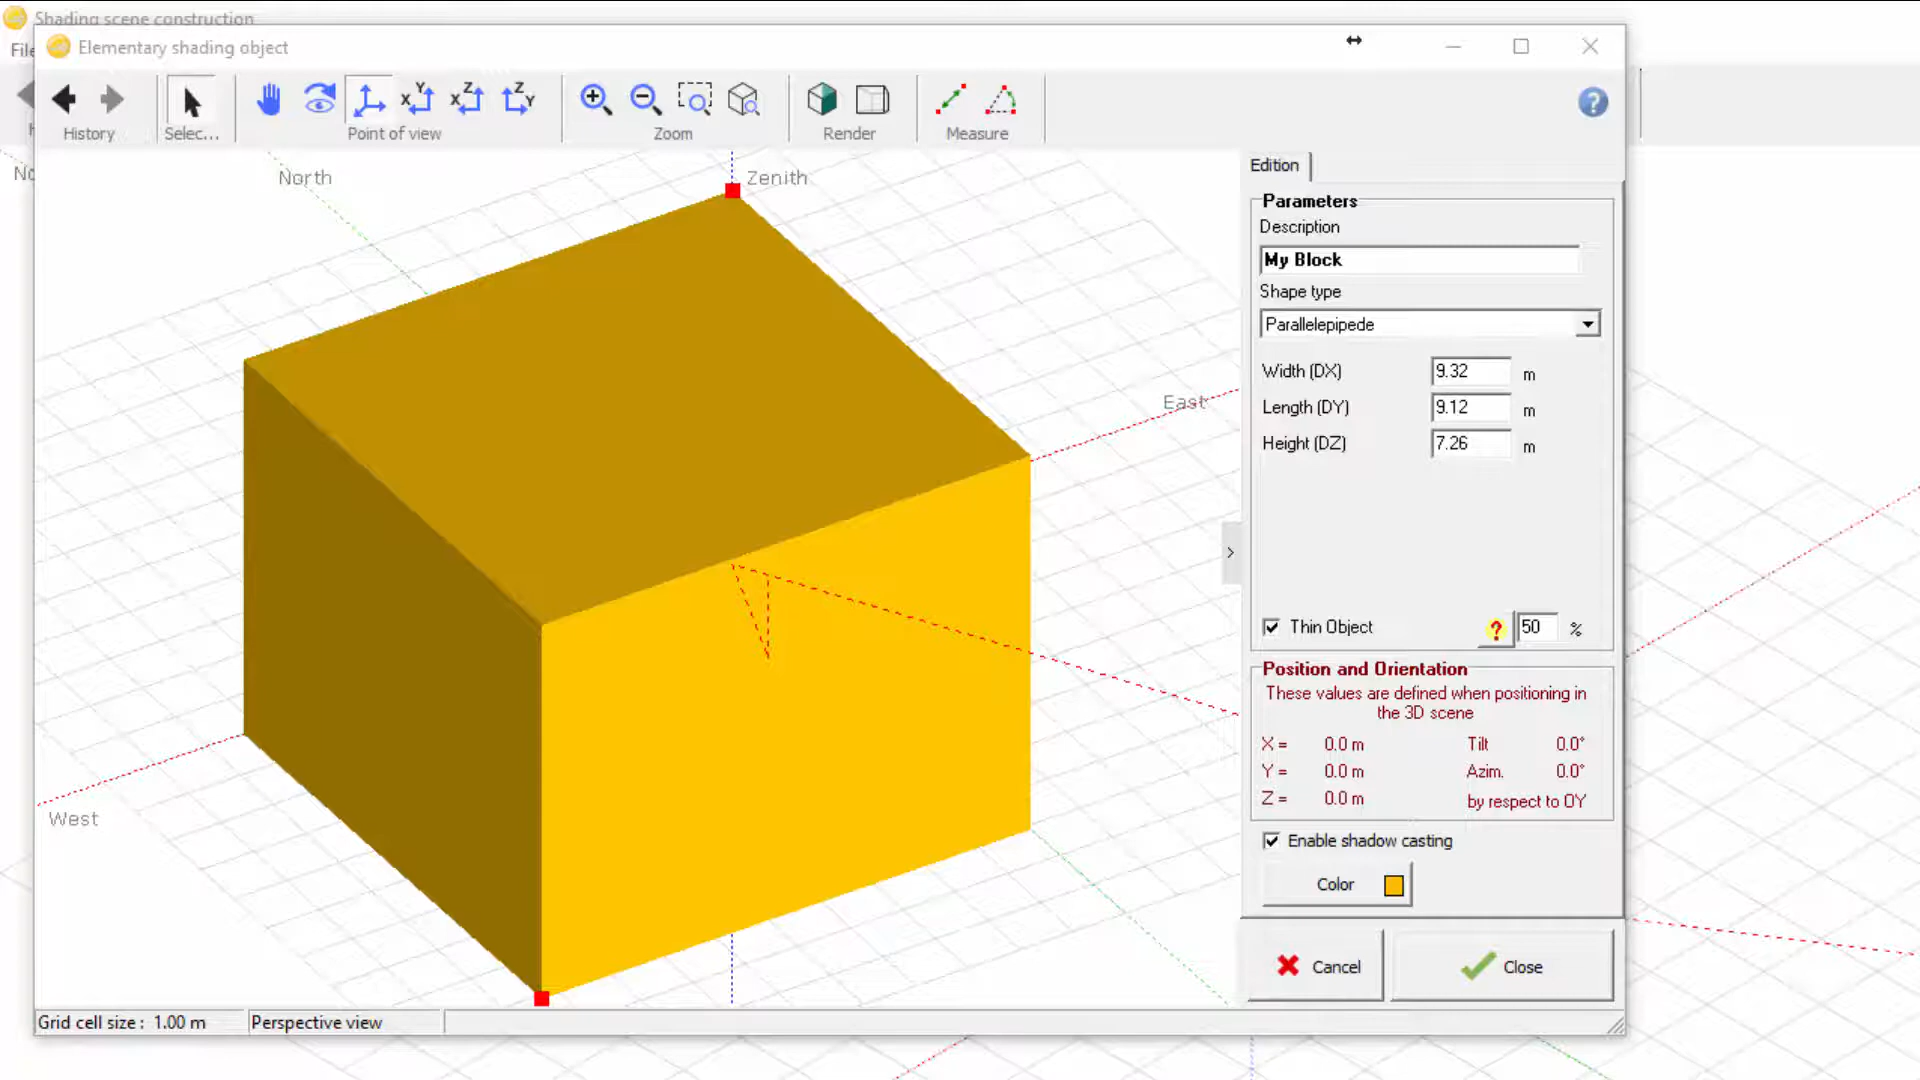 Shading scene construction
File
Elementary shading object
History
Selec...
Point of view
Zoom
Render
Measure
X Y
X Z
Z Y
North
Zenith
East
West
Edition
Parameters
Description
My Block
Shape type
Parallelepipede
Width (DX) 9.32 m
Length (DY) 9.12 m
Height (DZ) 7.26 m
Thin Object ? 50 %
Position and Orientation
These values are defined when positioning in
the 3D scene
X = 0.0 m Tilt 0.0°
Y = 0.0 m Azim. 0.0°
Z = 0.0 m by respect to OY
Enable shadow casting
Color
Cancel
Close
Grid cell size : 1.00 m
Perspective view